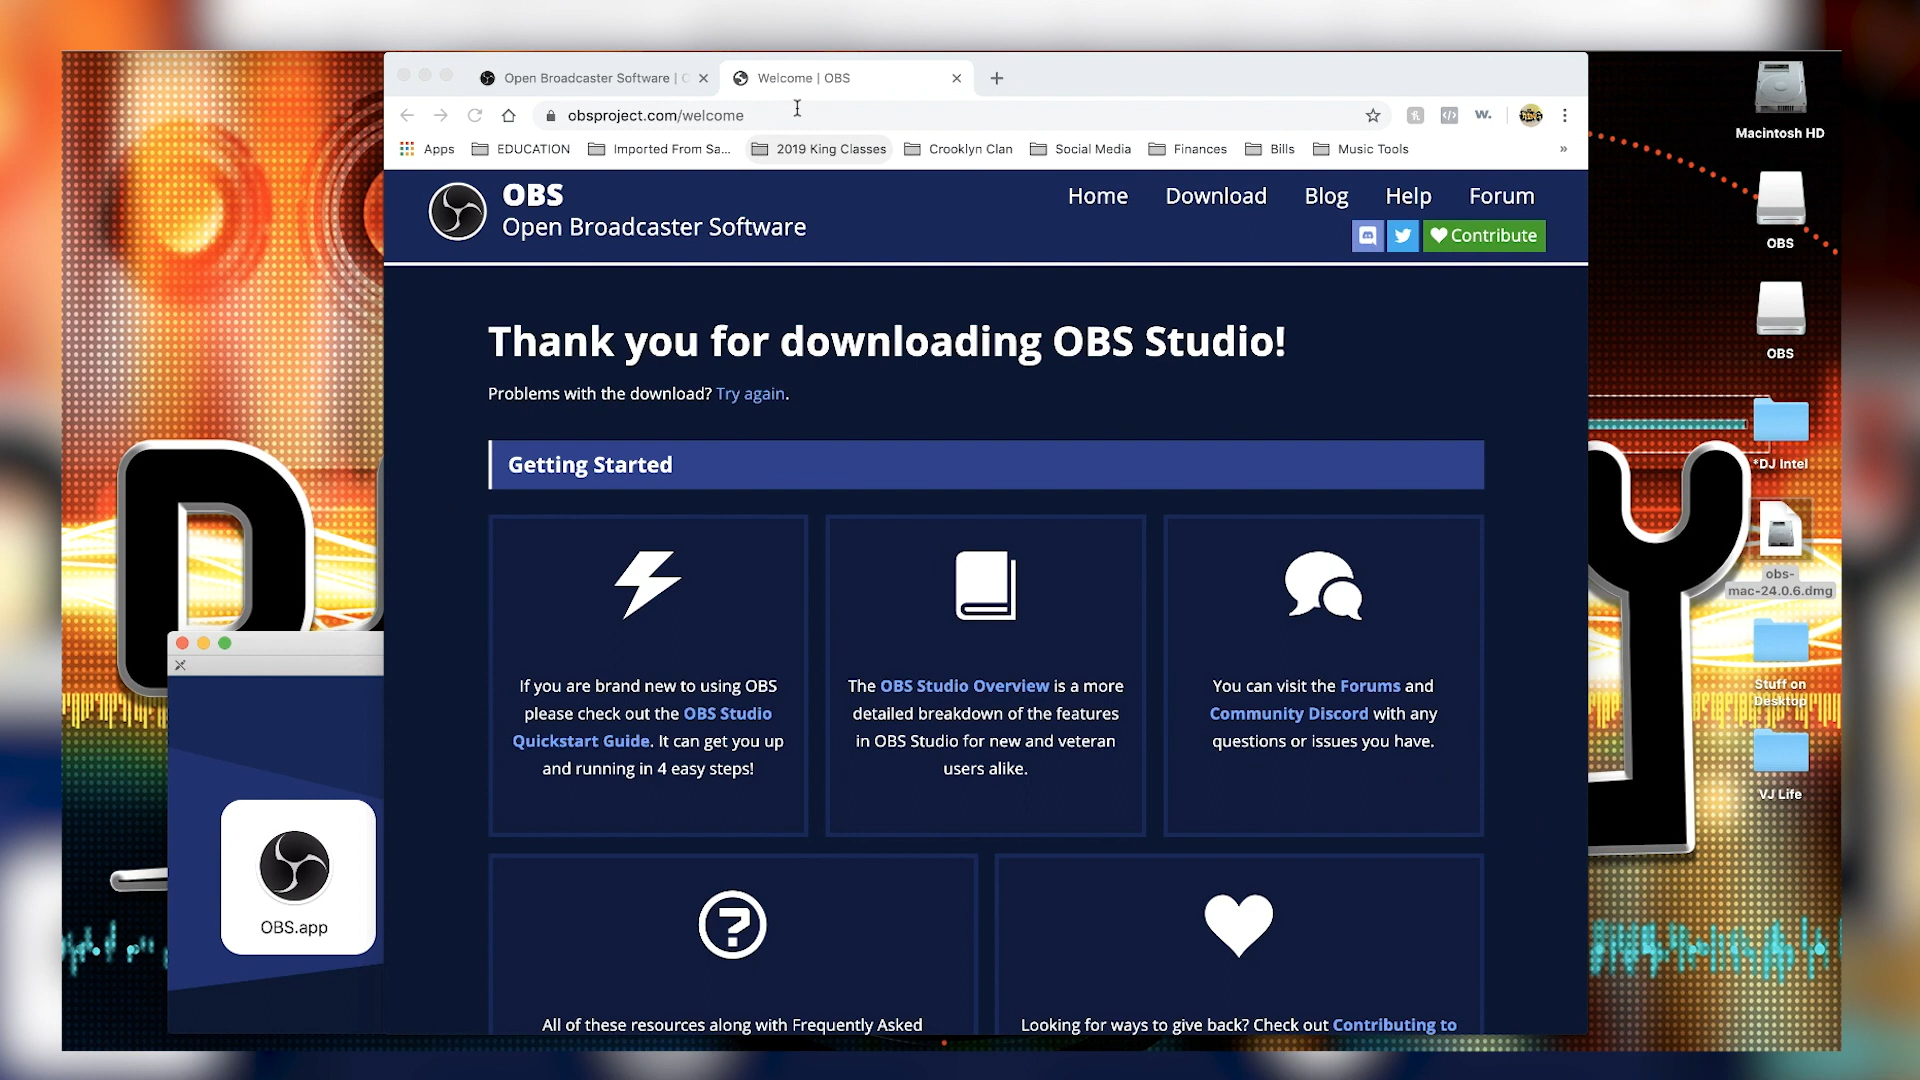 Open Broadcaster Software |
Welcome | OBS
obsproject.com/welcome
Apps
EDUCATION
Imported From Sa...
2019 King Classes
Crooklyn Clan
Social Media
Finances
Bills
Music Tools
»
OBS
Open Broadcaster Software
Home
Download
Blog
Help
Forum
Contribute
Thank you for downloading OBS Studio!
Problems with the download? Try again.
Getting Started
If you are brand new to using OBS
please check out the OBS Studio
Quickstart Guide. It can get you up
and running in 4 easy steps!
The OBS Studio Overview is a more
detailed breakdown of the features
in OBS Studio for new and veteran
users alike.
You can visit the Forums and
Community Discord with any
questions or issues you have.
All of these resources along with Frequently Asked
Looking for ways to give back? Check out Contributing to
OBS.app
Macintosh HD
OBS
OBS
*DJ Intel
obs-
mac-24.0.6.dmg
Stuff on
Desktop
VJ Life
D
Y